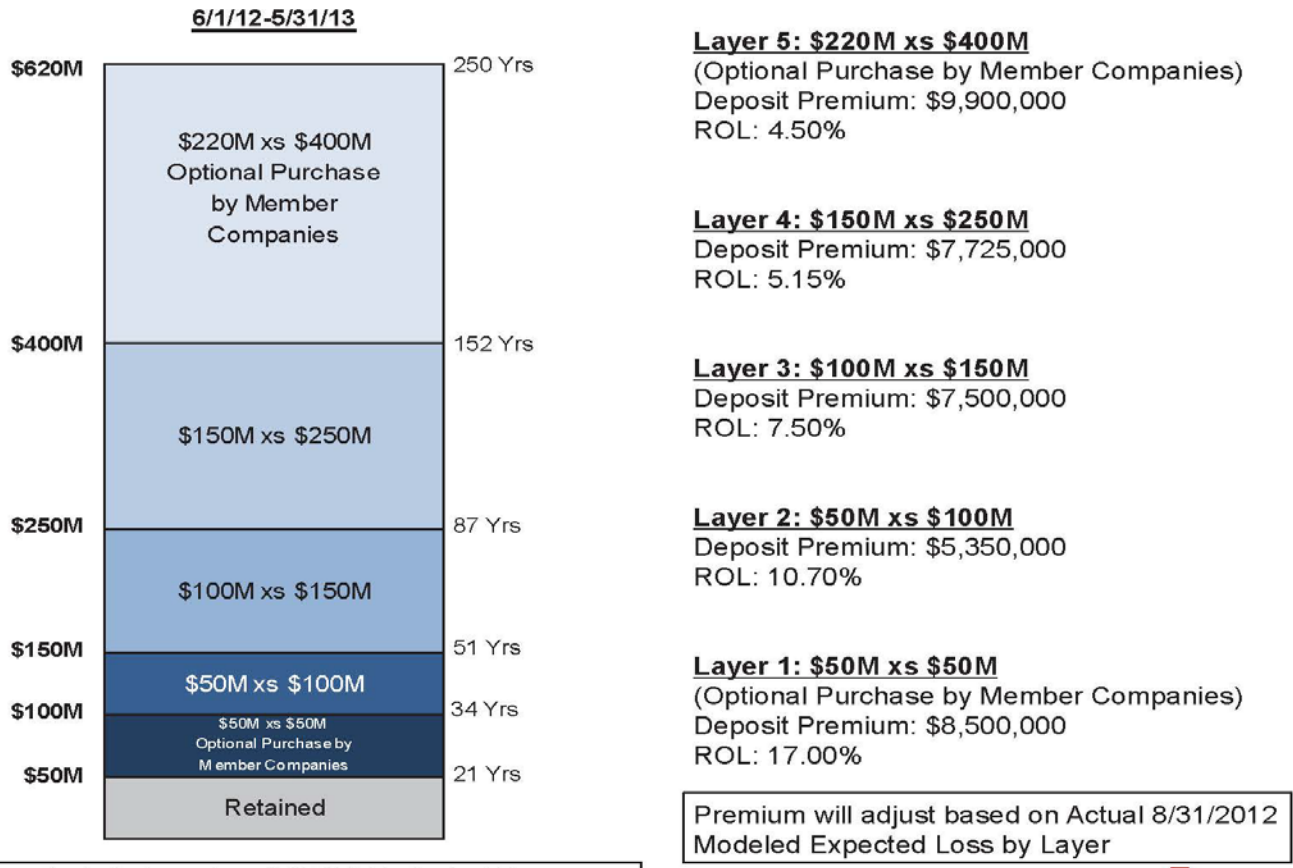 6/1/12-5/31/13
$620M
250 Yrs
$220M xs $400M
Optional Purchase
by Member
Companies
$400M
152 Yrs
$150M xs $250M
$250M
87 Yrs
$100M xs $150M
$150M
51 Yrs
$50M xs $100M
$100M
34 Yrs
$50M xs $50M
Optional Purchase by
Member Companies
$50M
21 Yrs
Retained
Layer 5: $220M xs $400M
(Optional Purchase by Member Companies)
Deposit Premium: $9,900,000
ROL: 4.50%
Layer 4: $150M xs $250M
Deposit Premium: $7,725,000
ROL: 5.15%
Layer 3: $100M xs $150M
Deposit Premium: $7,500,000
ROL: 7.50%
Layer 2: $50M xs $100M
Deposit Premium: $5,350,000
ROL: 10.70%
Layer 1: $50M xs $50M
(Optional Purchase by Member Companies)
Deposit Premium: $8,500,000
ROL: 17.00%
Premium will adjust based on Actual 8/31/2012
Modeled Expected Loss by Layer